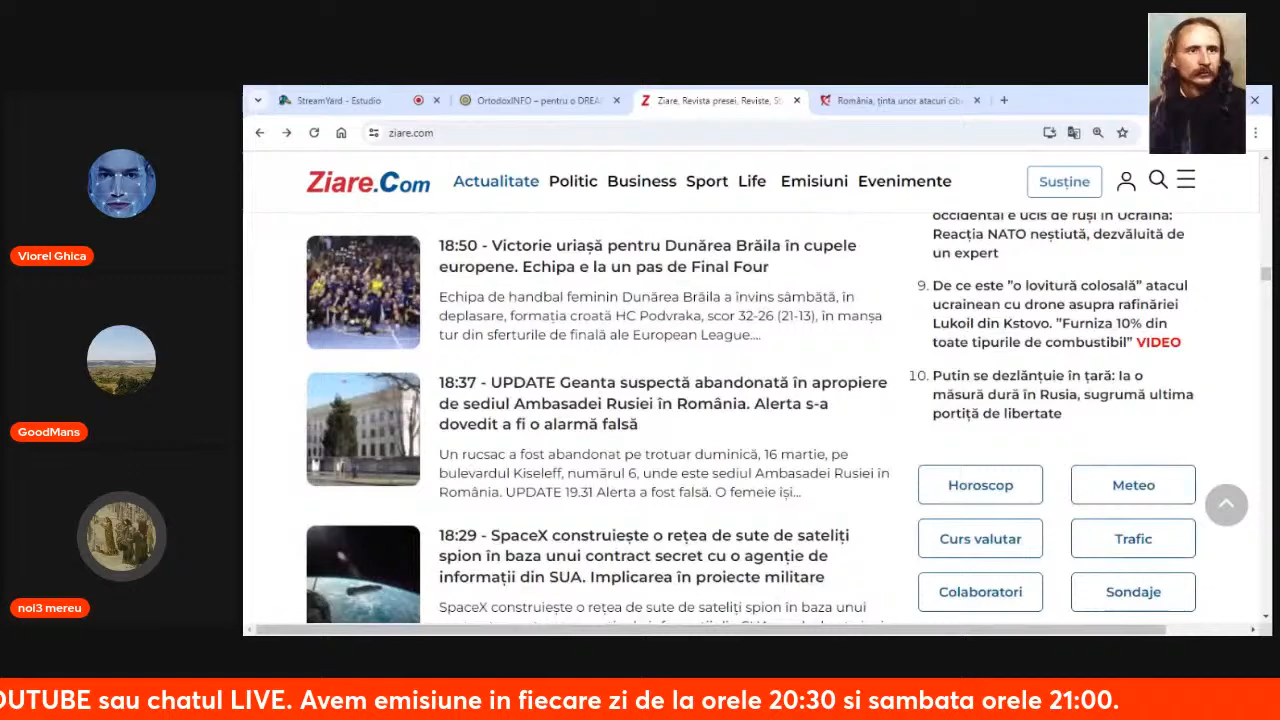 Viorel Ghica
GoodMans
noi3 mereu
StreamYard - Estudio
OrtodoxINFO – pentru o DREA
Ziare, Revista presei, Reviste, St
România, ținta unor atacuri cib
ziare.com
Ziare.Com
Actualitate Politic Business Sport Life Emisiuni Evenimente
Susține
18:50 - Victorie uriașă pentru Dunărea Brăila în cupele
europene. Echipa e la un pas de Final Four
Echipa de handbal feminin Dunărea Brăila a învins sâmbătă, în
deplasare, formația croată HC Podvraka, scor 32-26 (21-13), în manșa
tur din sferturile de finală ale European League....
18:37 - UPDATE Geanta suspectă abandonată în apropiere
de sediul Ambasadei Rusiei în România. Alerta s-a
dovedit a fi o alarmă falsă
Un rucsac a fost abandonat pe trotuar duminică, 16 martie, pe
bulevardul Kiseleff, numărul 6, unde este sediul Ambasadei Rusiei în
România. UPDATE 19.31 Alerta a fost falsă. O femeie își...
18:29 - SpaceX construiește o rețea de sute de sateliți
spion în baza unui contract secret cu o agenție de
informații din SUA. Implicarea în proiecte militare
SpaceX construiește o rețea de sute de sateliți spion în baza unui
occidental e ucis de ruși în Ucraina:
Reacția NATO neștiută, dezvăluită de
un expert
9. De ce este ”o lovitură colosală” atacul
ucrainean cu drone asupra rafinăriei
Lukoil din Kstovo. ”Furniza 10% din
toate tipurile de combustibil” VIDEO
10. Putin se dezlănțuie în țară: Ia o
măsură dură în Rusia, sugrumă ultima
portiță de libertate
Horoscop
Meteo
Curs valutar
Trafic
Colaboratori
Sondaje
OUTUBE sau chatul LIVE. Avem emisiune in fiecare zi de la orele 20:30 si sambata orele 21:00.